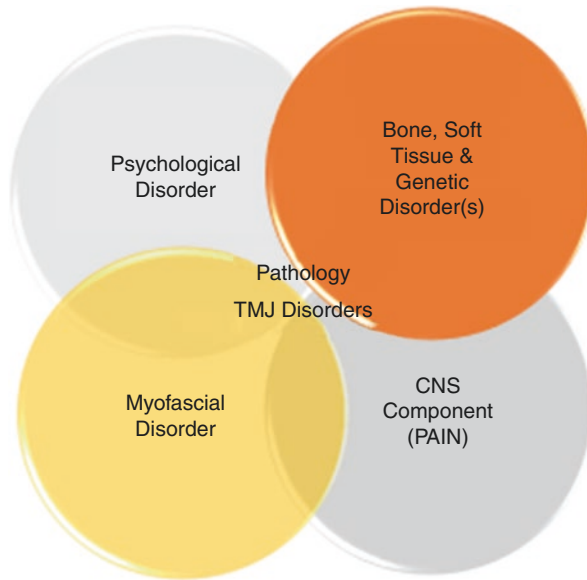 Psychological
Disorder
Bone, Soft
Tissue &
Genetic
Disorder(s)
Pathology
TMJ Disorders
Myofascial
Disorder
CNS
Component
(PAIN)